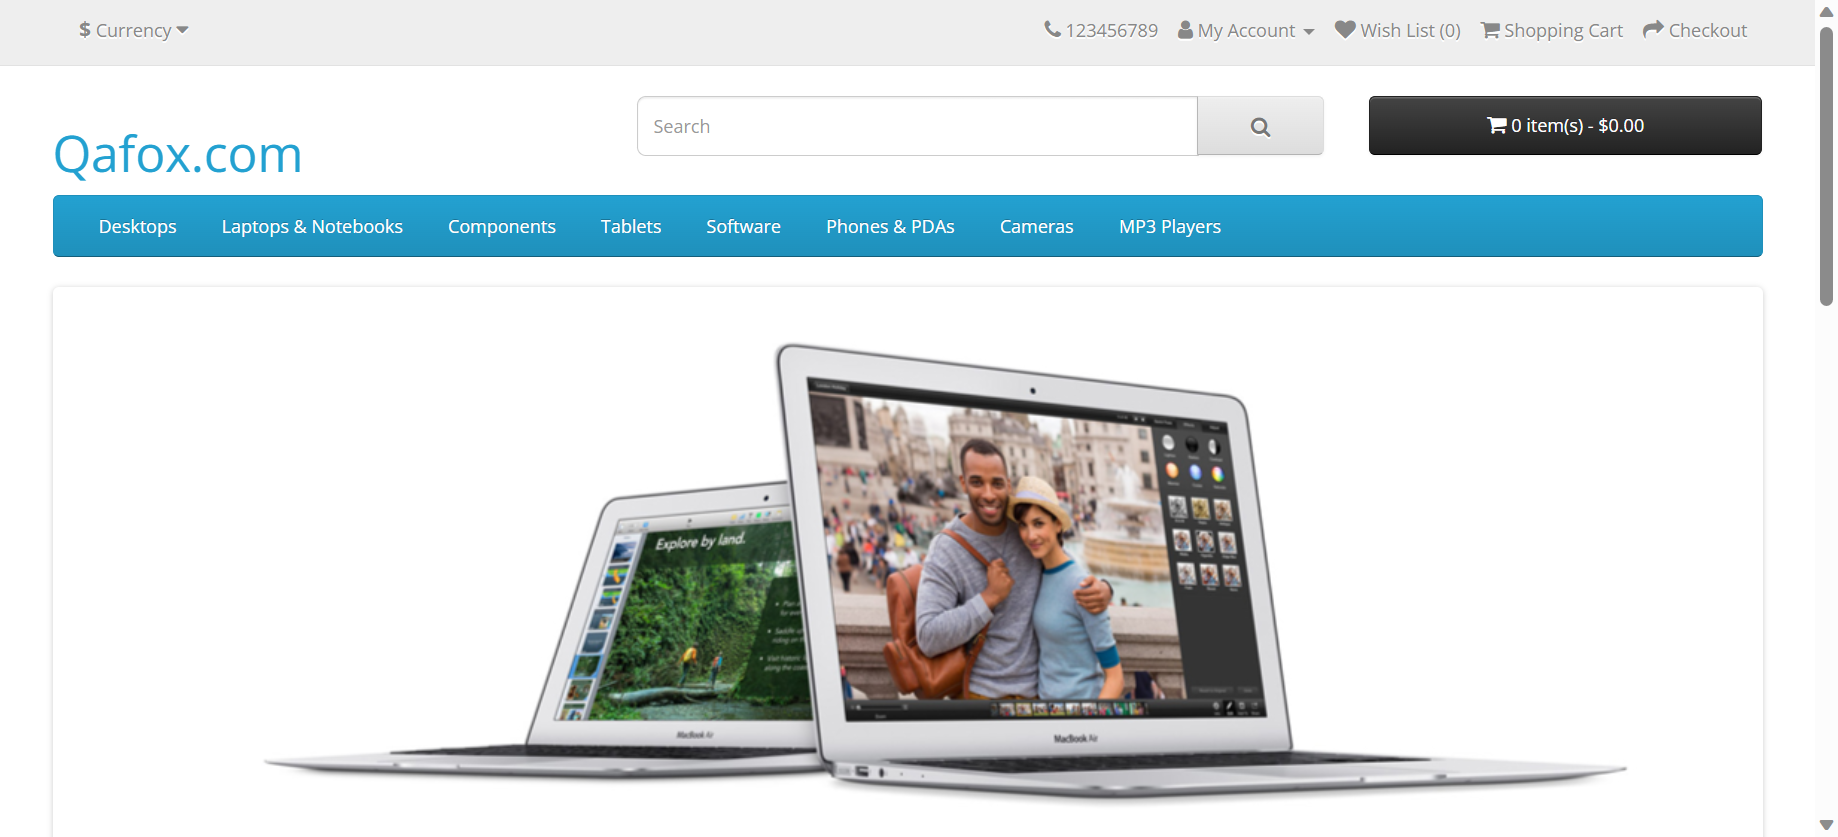 $ Currency
123456789 My Account Wish List (0) Shopping Cart Checkout
Qafox.com
Search
0 item(s) - $0.00
Desktops Laptops & Notebooks Components Tablets Software Phones & PDAs Cameras MP3 Players
Explore by land.
MacBook Air
MacBook Air